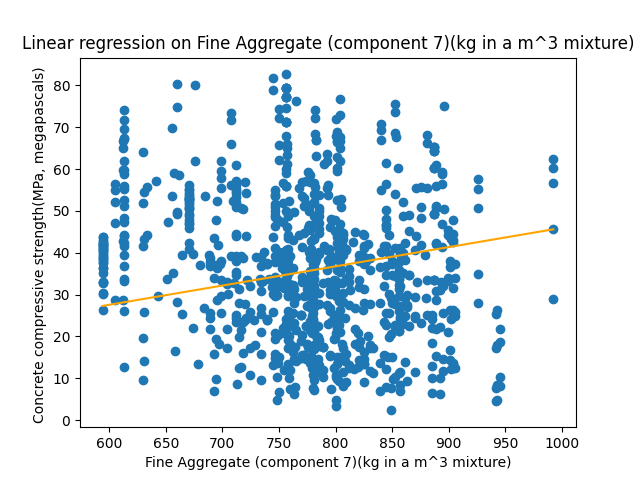 Linear regression on Fine Aggregate (component 7)(kg in a m^3 mixture)
Concrete compressive strength(MPa, megapascals)
80
70
60
50
40
30
20
10
0
600 650 700 750 800 850 900 950 1000
Fine Aggregate (component 7)(kg in a m^3 mixture)